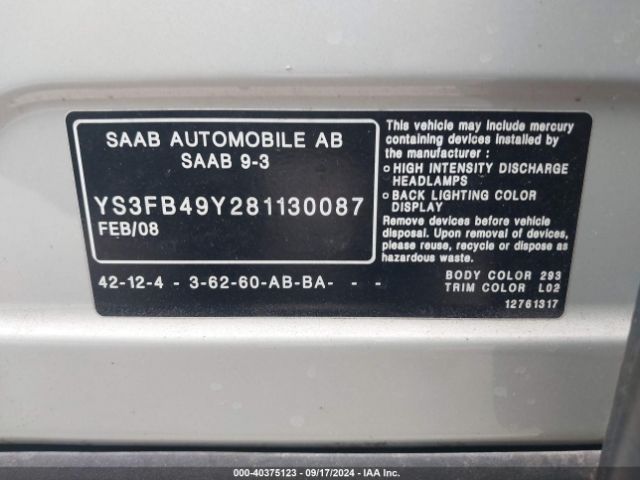 SAAB AUTOMOBILE AB
SAAB 9-3
YS3FB49Y281130087
FEB/08
42-12-4 - 3-62-60-AB-BA- - -
This vehicle may include mercury
containing devices installed by
the manufacturer :
o HIGH INTENSITY DISCHARGE
HEADLAMPS
o BACK LIGHTING COLOR
DISPLAY
Remove devices before vehicle
disposal. Upon removal of devices,
please reuse, recycle or dispose as
hazardous waste.
BODY COLOR 293
TRIM COLOR L02
12761317
000-40375123 - 09/17/2024 - IAA Inc.